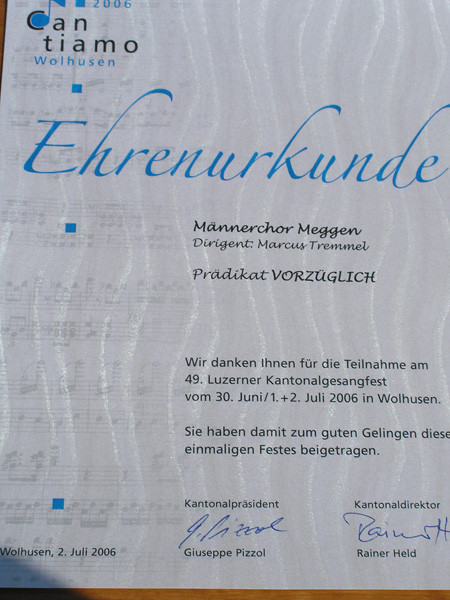 2006
Can
tiamo
Wolhusen
Ehrenurkunde
Männerchor Meggen
Dirigent: Marcus Tremmel
Prädikat VORZÜGLICH
Wir danken Ihnen für die Teilnahme am
49. Luzerner Kantonalgesangfest
vom 30. Juni/1.+2. Juli 2006 in Wolhusen.
Sie haben damit zum guten Gelingen diese
einmaligen Festes beigetragen.
Kantonalpräsident Kantonaldirektor
G. Pizzol Rainer H
Giuseppe Pizzol Rainer Held
Wolhusen, 2. Juli 2006